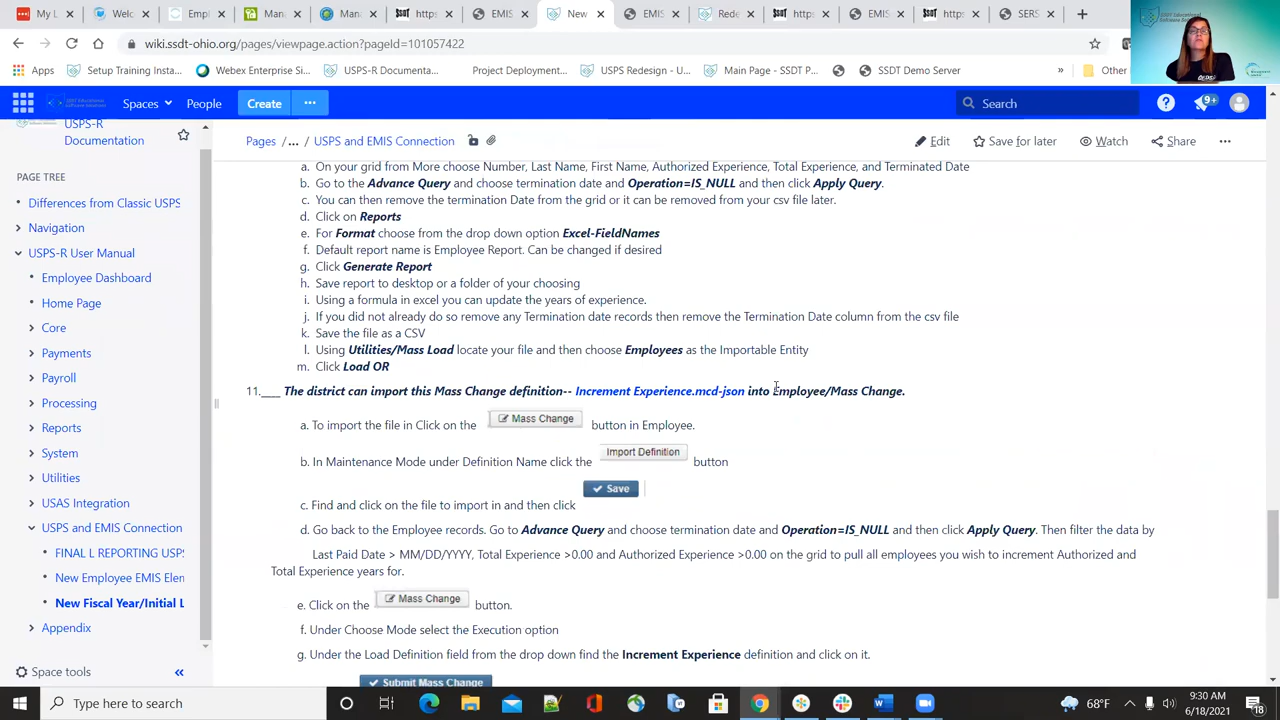 My L
Welc
Empl
Mana
Mana
SSDT https
EMIS
SSDT https
EMIS
New
EMIS
Rede
SSDT https
EMIS
SSDT https
SERS
wiki.ssdt-ohio.org/pages/viewpage.action?pageId=101057422
Apps
Setup Training Insta...
Webex Enterprise Si...
USPS-R Documenta...
Project Deployment...
USPS Redesign - U...
Main Page - SSDT P...
SSDT Demo Server
»
Other
Spaces
People
Create
Search
9+
USPS-R
Documentation
Pages /... / USPS and EMIS Connection
Edit
Save for later
Watch
Share
PAGE TREE
Differences from Classic USPS
Navigation
USPS-R User Manual
Employee Dashboard
Home Page
Core
Payments
Payroll
Processing
Reports
System
Utilities
USAS Integration
USPS and EMIS Connection
FINAL L REPORTING USPS
New Employee EMIS Elen
New Fiscal Year/Initial L
Appendix
Space tools
«
a. On your grid from More choose Number, Last Name, First Name, Authorized Experience, Total Experience, and Terminated Date
b. Go to the Advance Query and choose termination date and Operation=IS_NULL and then click Apply Query.
c. You can then remove the termination Date from the grid or it can be removed from your csv file later.
d. Click on Reports
e. For Format choose from the drop down option Excel-FieldNames
f. Default report name is Employee Report. Can be changed if desired
g. Click Generate Report
h. Save report to desktop or a folder of your choosing
i. Using a formula in excel you can update the years of experience.
j. If you did not already do so remove any Termination date records then remove the Termination Date column from the csv file
k. Save the file as a CSV
l. Using Utilities/Mass Load locate your file and then choose Employees as the Importable Entity
m. Click Load OR
11.____ The district can import this Mass Change definition-- Increment Experience.mcd-json into Employee/Mass Change.
a. To import the file in Click on the Mass Change button in Employee.
b. In Maintenance Mode under Definition Name click the Import Definition button
c. Find and click on the file to import in and then click Save
d. Go back to the Employee records. Go to Advance Query and choose termination date and Operation=IS_NULL and then click Apply Query. Then filter the data by
Last Paid Date > MM/DD/YYYY, Total Experience >0.00 and Authorized Experience >0.00 on the grid to pull all employees you wish to increment Authorized and
Total Experience years for.
e. Click on the Mass Change button.
f. Under Choose Mode select the Execution option
g. Under the Load Definition field from the drop down find the Increment Experience definition and click on it.
Submit Mass Change
Type here to search
68°F
9:30 AM
6/18/2021
18